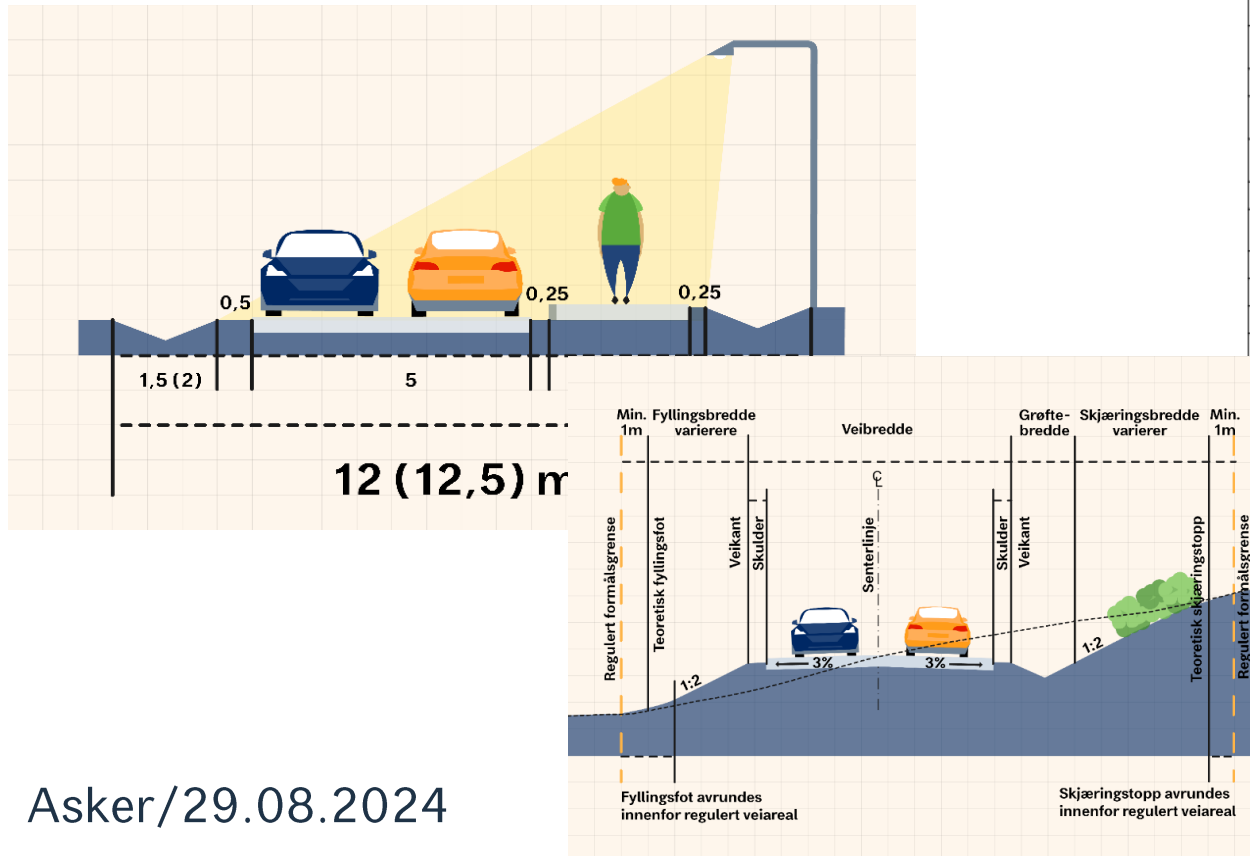 0,5
0,25
0,25
1,5 (2)
5
12 (12,5) m
Min.
1m
Fyllingsbredde
varierere
Veibredde
Grøfte-
bredde
Skjæringsbredde
varierer
Min.
1m
Regulert formålsgrense
Teoretisk fyllingsfot
Veikant
Skulder
Senterlinje
Skulder
Veikant
Teoretisk skjæringstopp
Regulert formålsgrense
1:2
3%
3%
1:2
Fyllingsfot avrundes
innenfor regulert veiareal
Skjæringstopp avrundes
innenfor regulert veiareal
Asker/29.08.2024